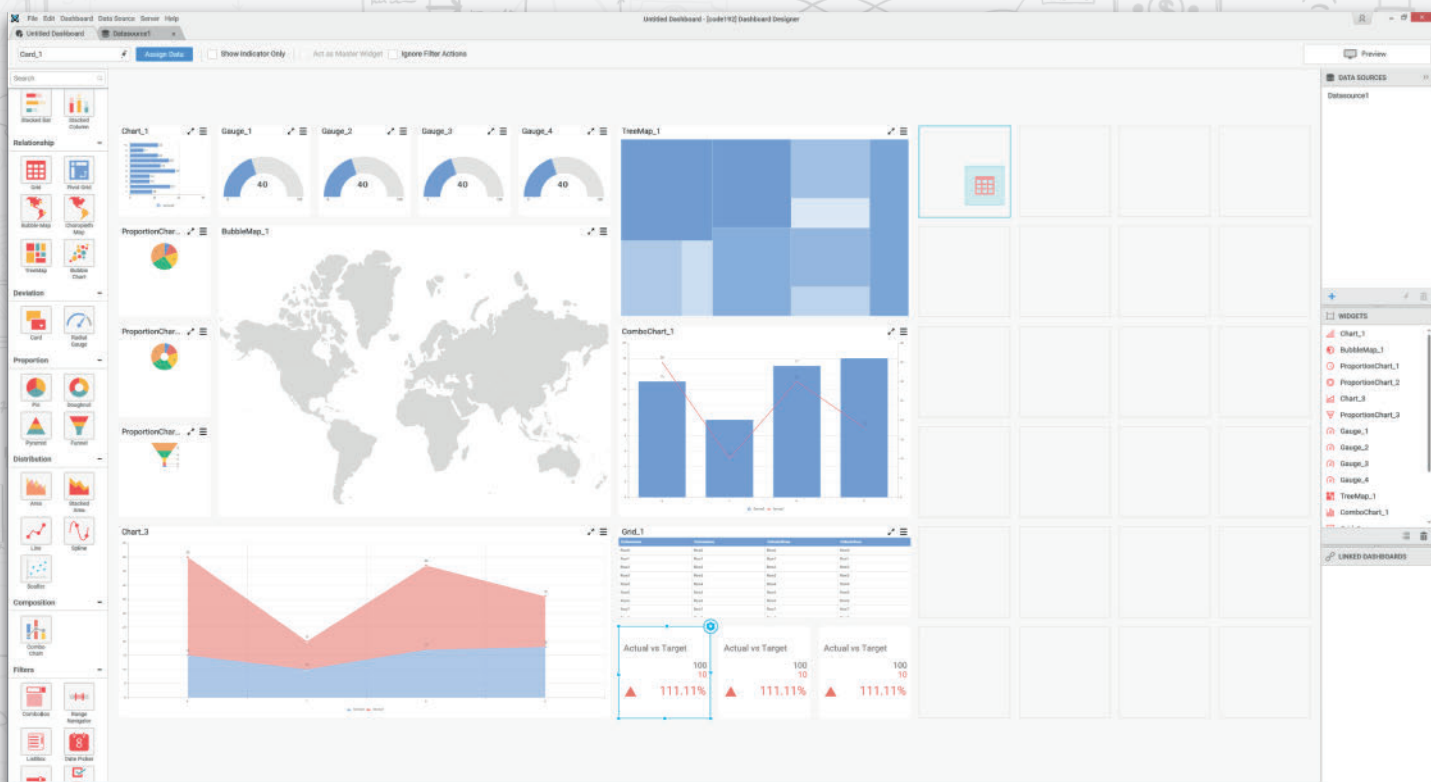 File Edit Dashboard Data Source Server Help
Untitled Dashboard - [code192] Dashboard Designer
Untitled Dashboard
Datasource1
Card_1
Assign Data
Show Indicator Only
Act as Master Widget
Ignore Filter Actions
Preview
Search
Stacked Bar
Stacked Column
Relationship
Grid
Pivot Grid
Bubble Map
Choropleth Map
TreeMap
Bubble Chart
Deviation
Card
Radial Gauge
Proportion
Pie
Doughnut
Pyramid
Funnel
Distribution
Area
Stacked Area
Line
Spline
Scatter
Composition
Combo Chart
Filters
ComboBox
Range Navigator
ListBox
Date Picker
Chart_1
Gauge_1
40
Gauge_2
40
Gauge_3
40
Gauge_4
40
TreeMap_1
ProportionChar...
BubbleMap_1
ProportionChar...
ComboChart_1
ProportionChar...
Chart_3
Grid_1
Actual vs Target
100
10
111.11%
Actual vs Target
100
10
111.11%
Actual vs Target
100
10
111.11%
DATA SOURCES
Datasource1
WIDGETS
Chart_1
BubbleMap_1
ProportionChart_1
ProportionChart_2
Chart_3
ProportionChart_3
Gauge_1
Gauge_2
Gauge_3
Gauge_4
TreeMap_1
ComboChart_1
LINKED DASHBOARDS